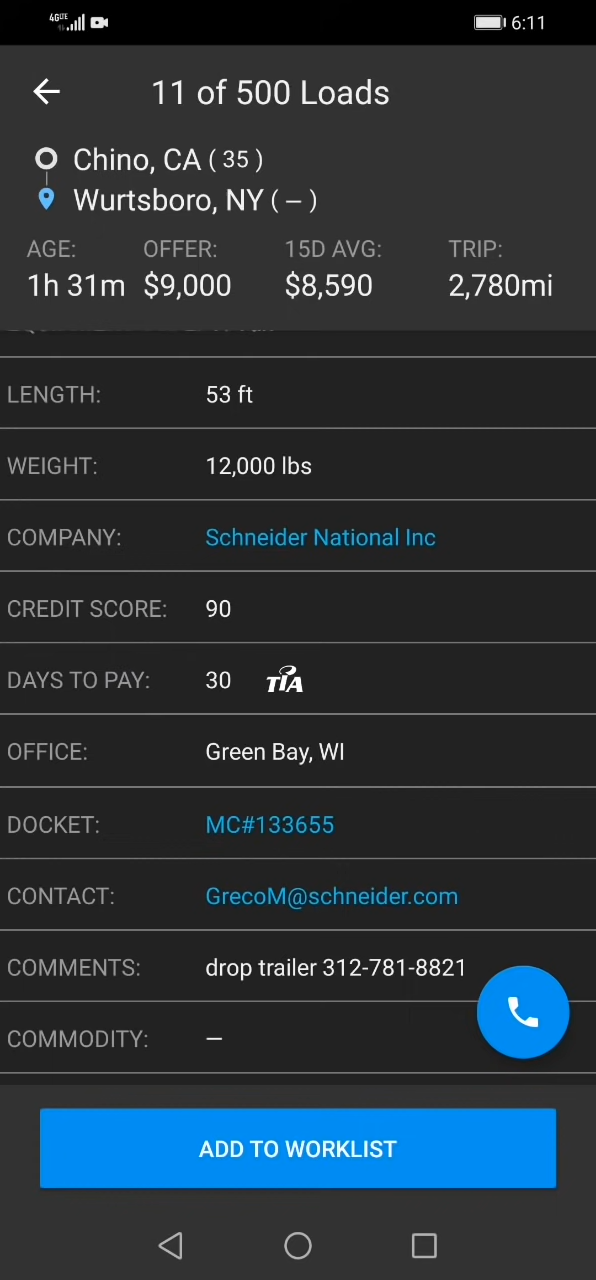 4G LTE 6:11
11 of 500 Loads
Chino, CA ( 35 )
Wurtsboro, NY ( – )
AGE: OFFER: 15D AVG: TRIP:
1h 31m $9,000 $8,590 2,780mi
LENGTH: 53 ft
WEIGHT: 12,000 lbs
COMPANY: Schneider National Inc
CREDIT SCORE: 90
DAYS TO PAY: 30 TIA
OFFICE: Green Bay, WI
DOCKET: MC#133655
CONTACT: GrecoM@schneider.com
COMMENTS: drop trailer 312-781-8821
COMMODITY: –
ADD TO WORKLIST